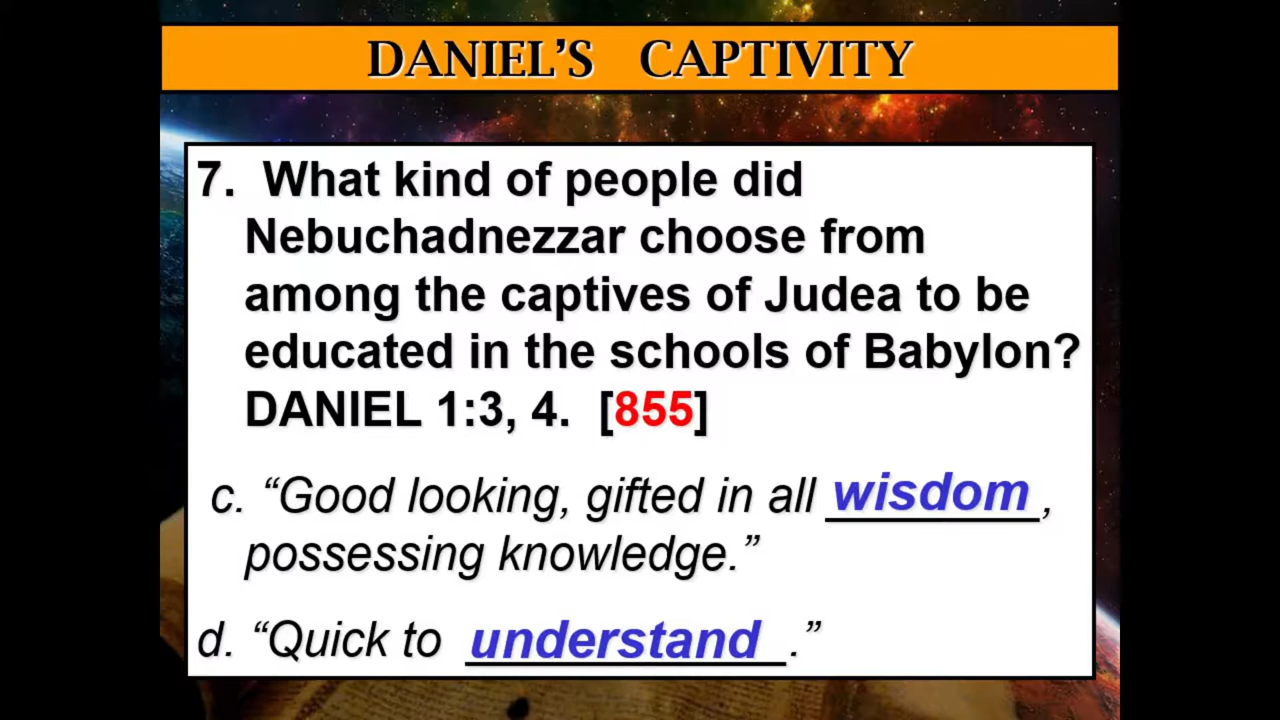 DANIEL’S CAPTIVITY
7. What kind of people did
Nebuchadnezzar choose from
among the captives of Judea to be
educated in the schools of Babylon?
DANIEL 1:3, 4. [855]
c. “Good looking, gifted in all wisdom,
possessing knowledge.”
d. “Quick to understand.”